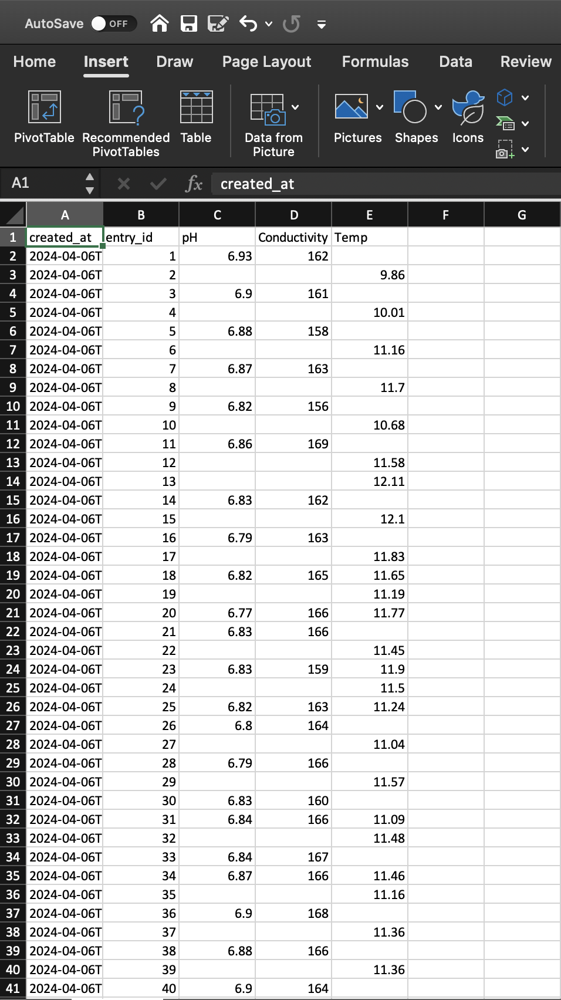 AutoSave OFF
Home Insert Draw Page Layout Formulas Data Review
PivotTable Recommended PivotTables Table Data from Picture Pictures Shapes Icons
A1 fx created_at
A B C D E F G
1 created_at entry_id pH Conductivity Temp
2 2024-04-06T 1 6.93 162
3 2024-04-06T 2 9.86
4 2024-04-06T 3 6.9 161
5 2024-04-06T 4 10.01
6 2024-04-06T 5 6.88 158
7 2024-04-06T 6 11.16
8 2024-04-06T 7 6.87 163
9 2024-04-06T 8 11.7
10 2024-04-06T 9 6.82 156
11 2024-04-06T 10 10.68
12 2024-04-06T 11 6.86 169
13 2024-04-06T 12 11.58
14 2024-04-06T 13 12.11
15 2024-04-06T 14 6.83 162
16 2024-04-06T 15 12.1
17 2024-04-06T 16 6.79 163
18 2024-04-06T 17 11.83
19 2024-04-06T 18 6.82 165 11.65
20 2024-04-06T 19 11.19
21 2024-04-06T 20 6.77 166 11.77
22 2024-04-06T 21 6.83 166
23 2024-04-06T 22 11.45
24 2024-04-06T 23 6.83 159 11.9
25 2024-04-06T 24 11.5
26 2024-04-06T 25 6.82 163 11.24
27 2024-04-06T 26 6.8 164
28 2024-04-06T 27 11.04
29 2024-04-06T 28 6.79 166
30 2024-04-06T 29 11.57
31 2024-04-06T 30 6.83 160
32 2024-04-06T 31 6.84 166 11.09
33 2024-04-06T 32 11.48
34 2024-04-06T 33 6.84 167
35 2024-04-06T 34 6.87 166 11.46
36 2024-04-06T 35 11.16
37 2024-04-06T 36 6.9 168
38 2024-04-06T 37 11.36
39 2024-04-06T 38 6.88 166
40 2024-04-06T 39 11.36
41 2024-04-06T 40 6.9 164